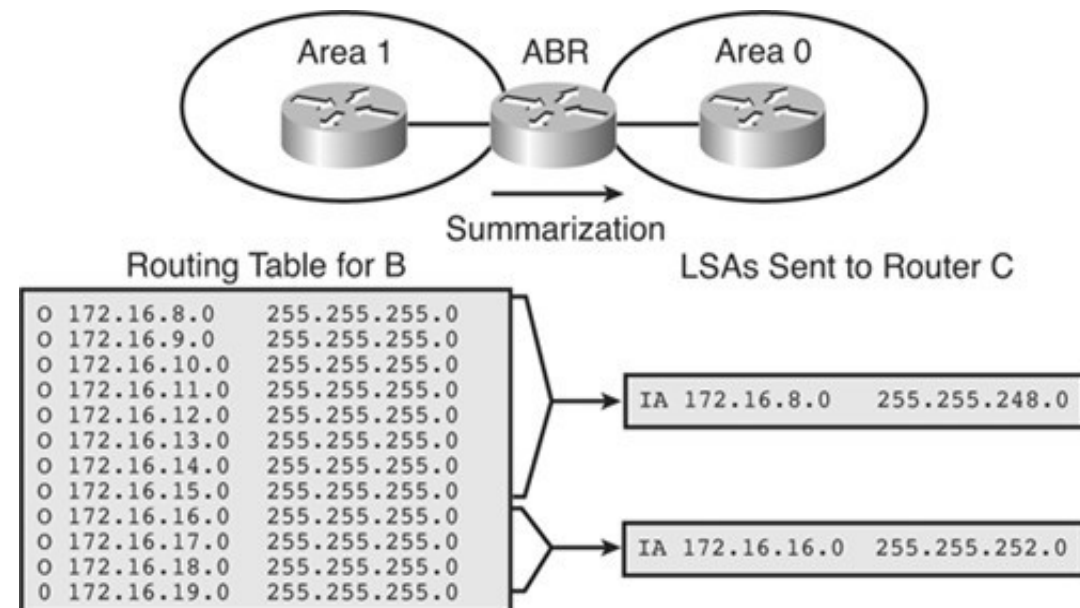 Area 1
ABR
Area 0
Summarization
Routing Table for B
LSAs Sent to Router C
O 172.16.8.0 255.255.255.0
O 172.16.9.0 255.255.255.0
O 172.16.10.0 255.255.255.0
O 172.16.11.0 255.255.255.0
O 172.16.12.0 255.255.255.0
O 172.16.13.0 255.255.255.0
O 172.16.14.0 255.255.255.0
O 172.16.15.0 255.255.255.0
O 172.16.16.0 255.255.255.0
O 172.16.17.0 255.255.255.0
O 172.16.18.0 255.255.255.0
0 172.16.19.0 255.255.255.0
IA 172.16.8.0 255.255.248.0
IA 172.16.16.0 255.255.252.0